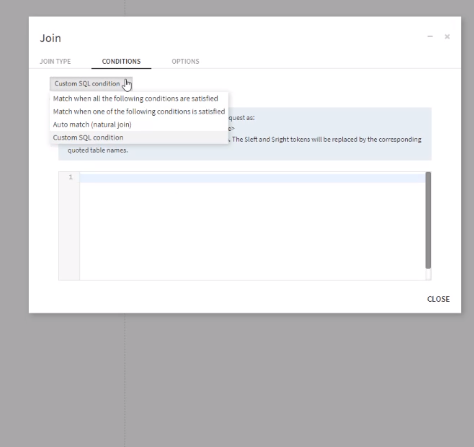 Join
JOIN TYPE CONDITIONS OPTIONS
Custom SQL condition
Match when all the following conditions are satisfied
Match when one of the following conditions is satisfied
quest as:
Auto match (natural join)
Custom SQL condition
. The $left and $right tokens will be replaced by the corresponding
quoted table names.
1
CLOSE